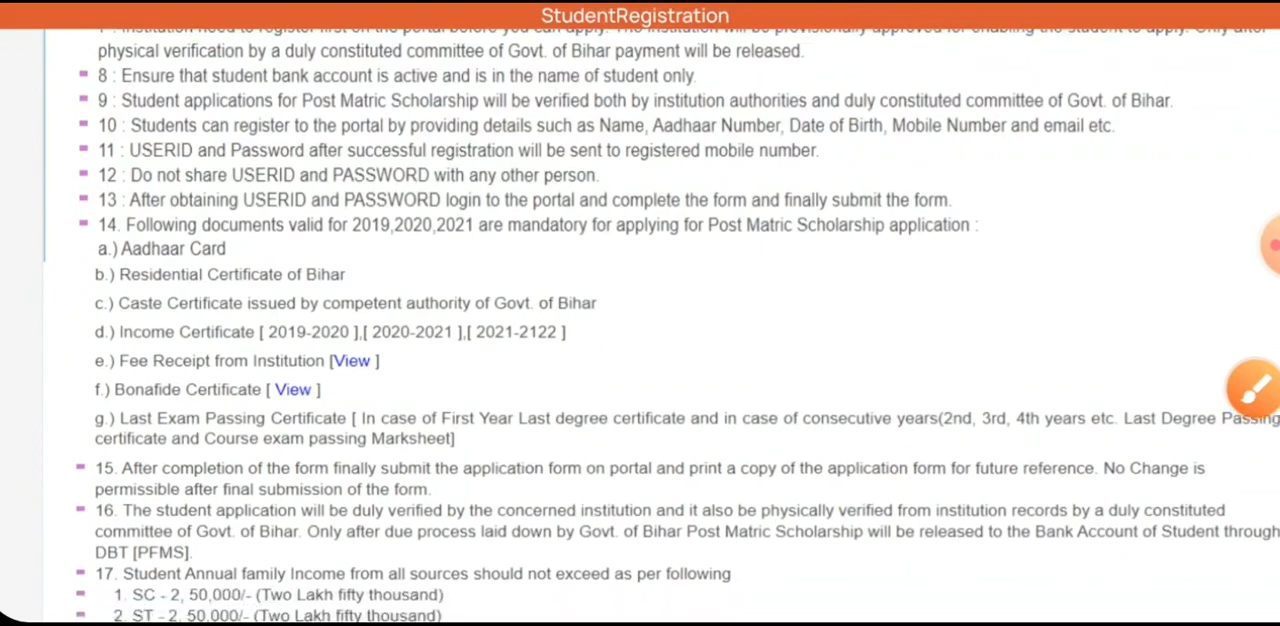 StudentRegistration
physical verification by a duly constituted committee of Govt. of Bihar payment will be released.
8 : Ensure that student bank account is active and is in the name of student only.
9 : Student applications for Post Matric Scholarship will be verified both by institution authorities and duly constituted committee of Govt. of Bihar.
10 : Students can register to the portal by providing details such as Name, Aadhaar Number, Date of Birth, Mobile Number and email etc.
11 : USERID and Password after successful registration will be sent to registered mobile number.
12 : Do not share USERID and PASSWORD with any other person.
13 : After obtaining USERID and PASSWORD login to the portal and complete the form and finally submit the form.
14. Following documents valid for 2019,2020,2021 are mandatory for applying for Post Matric Scholarship application :
a.) Aadhaar Card
b.) Residential Certificate of Bihar
c.) Caste Certificate issued by competent authority of Govt. of Bihar
d.) Income Certificate [ 2019-2020 ],[ 2020-2021 ],[ 2021-2122 ]
e.) Fee Receipt from Institution [View ]
f.) Bonafide Certificate [ View ]
g.) Last Exam Passing Certificate [ In case of First Year Last degree certificate and in case of consecutive years(2nd, 3rd, 4th years etc. Last Degree Passing
certificate and Course exam passing Marksheet]
15. After completion of the form finally submit the application form on portal and print a copy of the application form for future reference. No Change is
permissible after final submission of the form.
16. The student application will be duly verified by the concerned institution and it also be physically verified from institution records by a duly constituted
committee of Govt. of Bihar. Only after due process laid down by Govt. of Bihar Post Matric Scholarship will be released to the Bank Account of Student through
DBT [PFMS].
17. Student Annual family Income from all sources should not exceed as per following
1. SC - 2, 50,000/- (Two Lakh fifty thousand)
2. ST - 2, 50,000/- (Two Lakh fifty thousand)